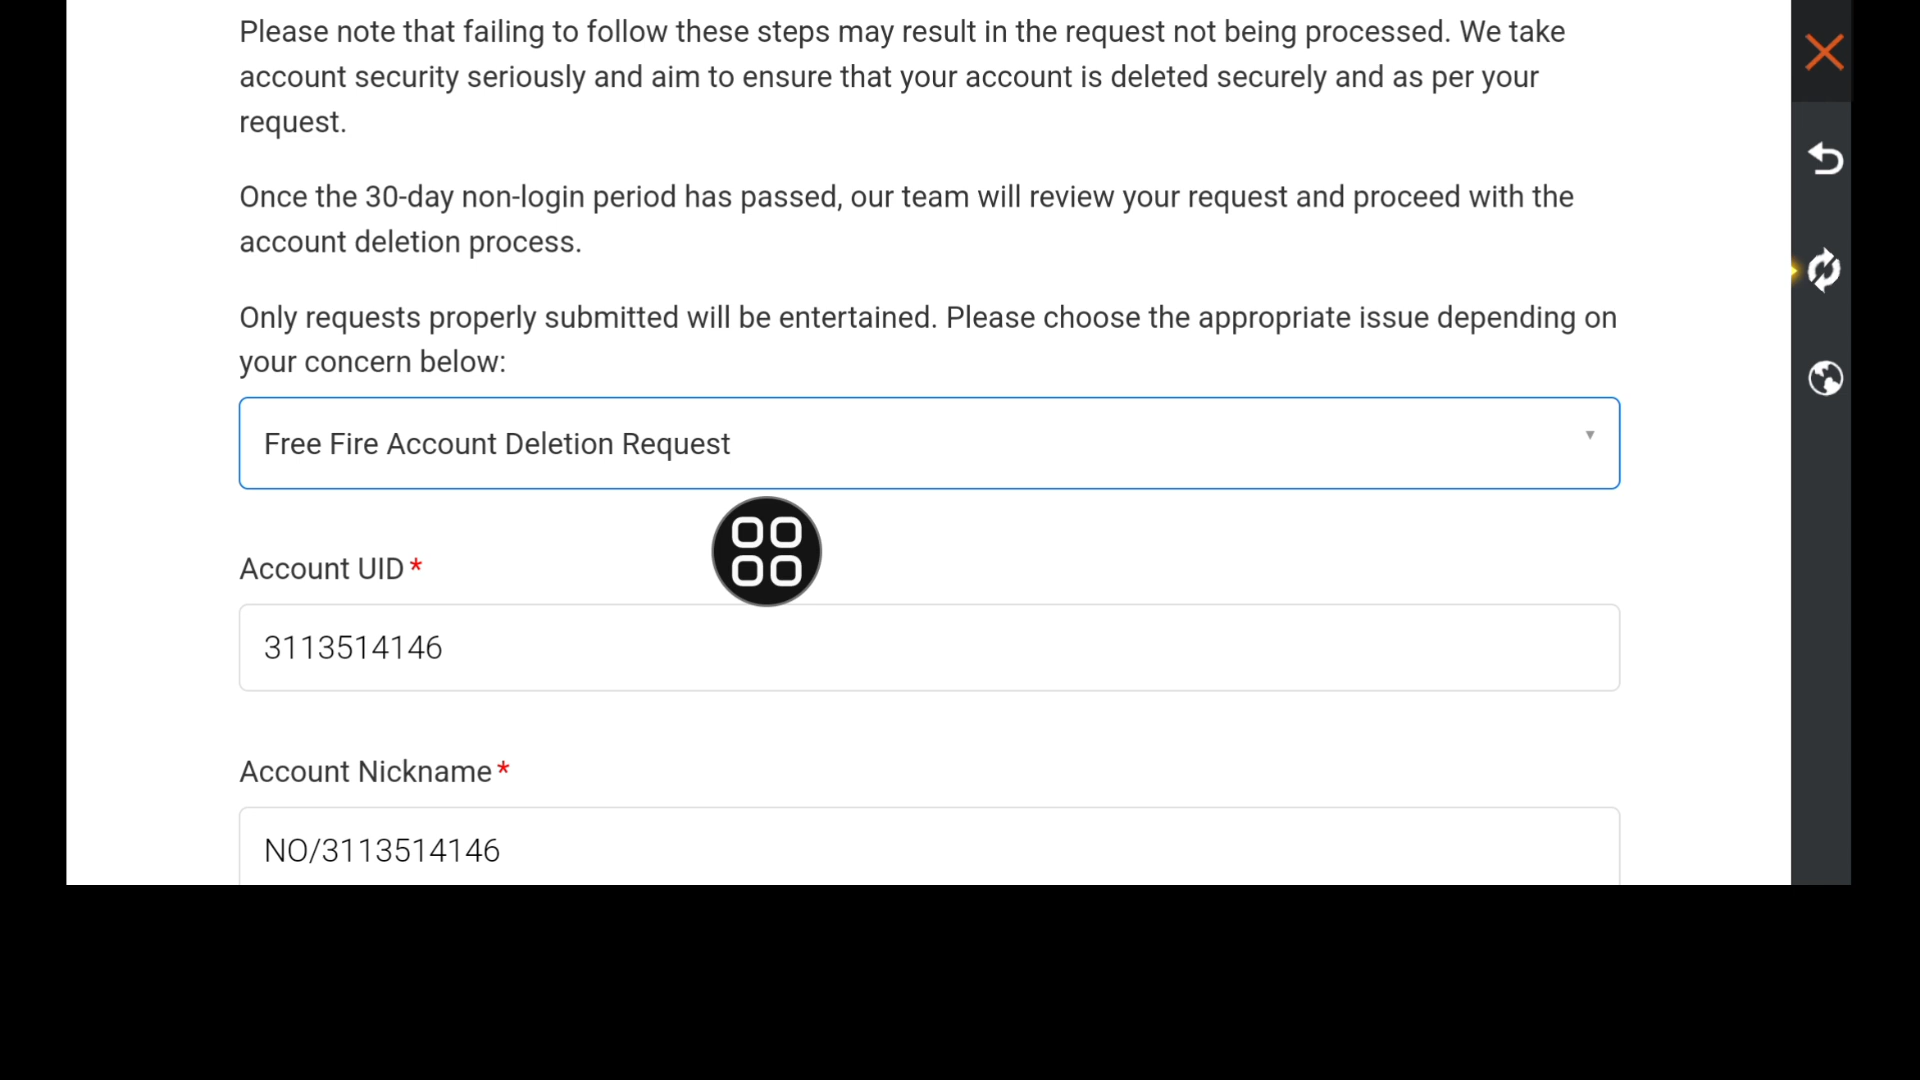 Please note that failing to follow these steps may result in the request not being processed. We take
account security seriously and aim to ensure that your account is deleted securely and as per your
request.
Once the 30-day non-login period has passed, our team will review your request and proceed with the
account deletion process.
Only requests properly submitted will be entertained. Please choose the appropriate issue depending on
your concern below:
Free Fire Account Deletion Request
Account UID*
3113514146
Account Nickname*
NO/3113514146